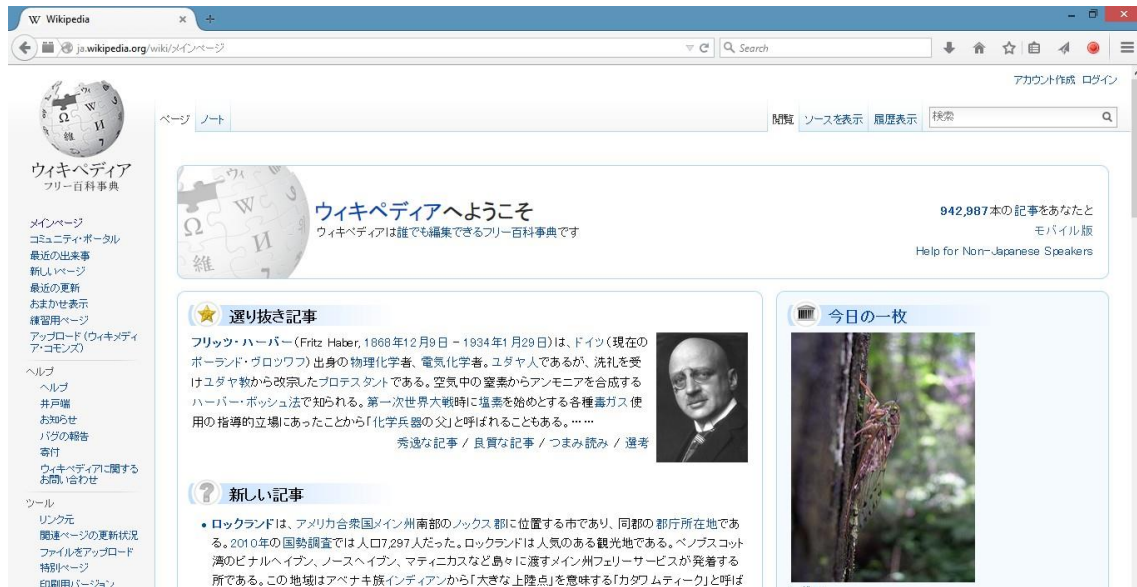 Wikipedia
ja.wikipedia.org/wiki/メインページ
Search
アカウント作成 ログイン
ページ ノート
閲覧 ソースを表示 履歴表示 検索
ウィキペディア
フリー百科事典
メインページ
コミュニティ・ポータル
最近の出来事
新しいページ
最近の更新
おまかせ表示
練習用ページ
アップロード (ウィキメディ
ア・コモンズ)
ヘルプ
ヘルプ
井戸端
お知らせ
バグの報告
寄付
ウィキペディアに関する
お問い合わせ
ツール
リンク元
関連ページの更新状況
ファイルをアップロード
特別ページ
印刷用バージョン
ウィキペディアへようこそ
ウィキペディアは誰でも編集できるフリー百科事典です
942,987本の記事をあなたと
モバイル版
Help for Non-Japanese Speakers
選り抜き記事
フリッツ・ハーバー(Fritz Haber, 1868年12月9日 - 1934年1月29日)は、ドイツ(現在の
ポーランド・ヴロツワフ)出身の物理化学者、電気化学者。ユダヤ人であるが、洗礼を受
けユダヤ教から改宗したプロテスタントである。空気中の窒素からアンモニアを合成する
ハーバー・ボッシュ法で知られる。第一次世界大戦時に塩素を始めとする各種毒ガス使
用の指導的立場にあったことから「化学兵器の父」と呼ばれることもある。……
秀逸な記事 / 良質な記事 / つまみ読み / 選考
新しい記事
ロックランドは、アメリカ合衆国メイン州南部のノックス郡に位置する市であり、同郡の郡庁所在地であ
る。2010年の国勢調査では人口7,297人だった。ロックランドは人気のある観光地である。ペノブスコット
湾のビナルヘイブン、ノースヘイブン、マティニカスなど島々に渡すメイン州フェリーサービスが発着する
所である。この地域はアベナキ族インディアンから「大きな上陸点」を意味する「カタワムティーク」と呼ば
今日の一枚